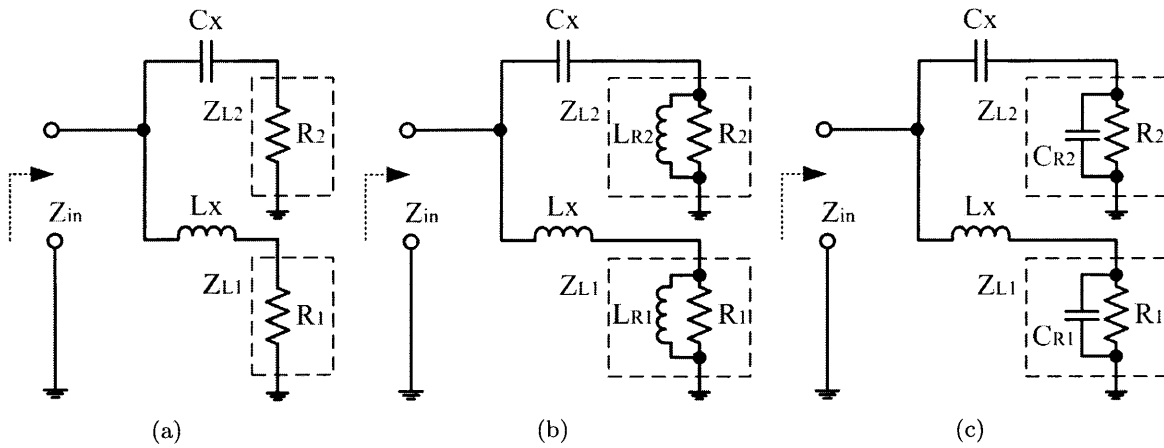 Cx
ZL2
R2
Zin
Lx
ZL1
R1
(a)
Cx
ZL2
LR2
R2
Zin
Lx
ZL1
LR1
R1
(b)
Cx
ZL2
CR2
R2
Zin
Lx
ZL1
CR1
R1
(c)